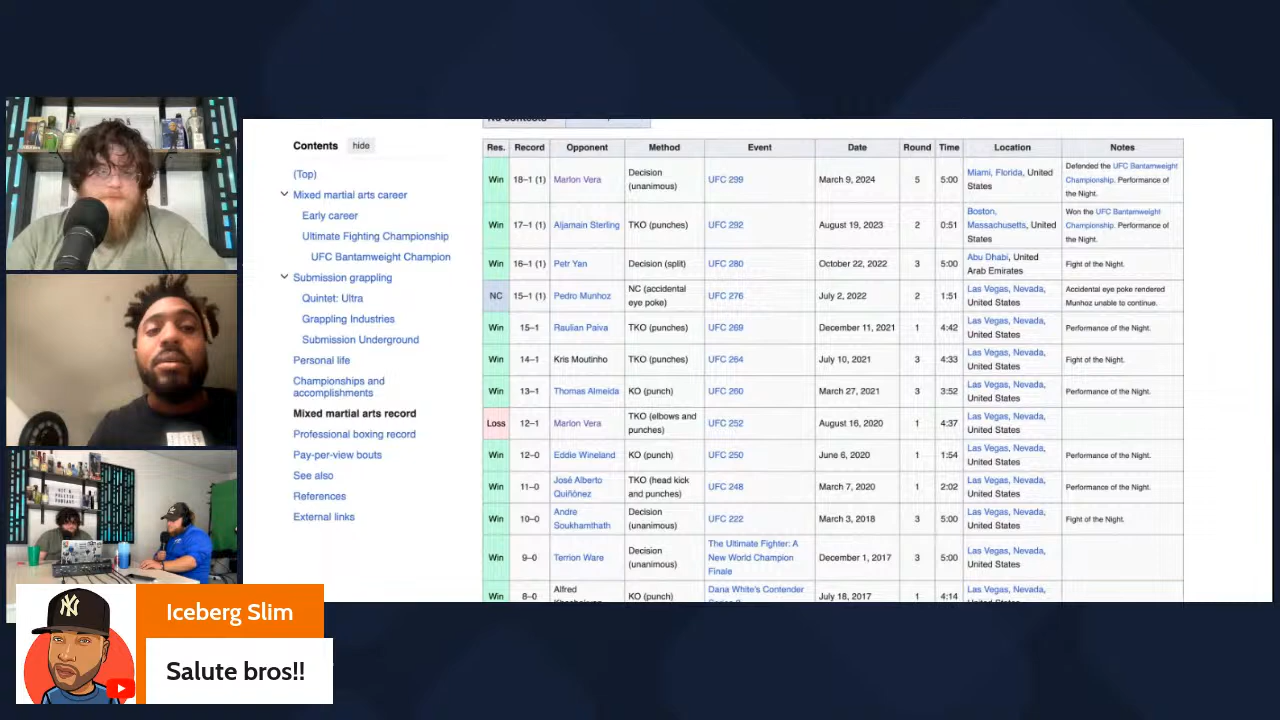 Contents hide
(Top)
Mixed martial arts career
Early career
Ultimate Fighting Championship
UFC Bantamweight Champion
Submission grappling
Quintet: Ultra
Grappling Industries
Submission Underground
Personal life
Championships and
accomplishments
Mixed martial arts record
Professional boxing record
Pay-per-view bouts
See also
References
External links
No contests
Res. Record Opponent Method Event Date Round Time Location Notes
Win 18–1 (1) Marlon Vera Decision (unanimous) UFC 299 March 9, 2024 5 5:00 Miami, Florida, United States Defended the UFC Bantamweight Championship. Performance of the Night.
Win 17–1 (1) Aljamain Sterling TKO (punches) UFC 292 August 19, 2023 2 0:51 Boston, Massachusetts, United States Won the UFC Bantamweight Championship. Performance of the Night.
Win 16–1 (1) Petr Yan Decision (split) UFC 280 October 22, 2022 3 5:00 Abu Dhabi, United Arab Emirates Fight of the Night.
NC 15–1 (1) Pedro Munhoz NC (accidental eye poke) UFC 276 July 2, 2022 2 1:51 Las Vegas, Nevada, United States Accidental eye poke rendered Munhoz unable to continue.
Win 15–1 Raulian Paiva TKO (punches) UFC 269 December 11, 2021 1 4:42 Las Vegas, Nevada, United States Performance of the Night.
Win 14–1 Kris Moutinho TKO (punches) UFC 264 July 10, 2021 3 4:33 Las Vegas, Nevada, United States Fight of the Night.
Win 13–1 Thomas Almeida KO (punch) UFC 260 March 27, 2021 3 3:52 Las Vegas, Nevada, United States Performance of the Night.
Loss 12–1 Marlon Vera TKO (elbows and punches) UFC 252 August 16, 2020 1 4:37 Las Vegas, Nevada, United States
Win 12–0 Eddie Wineland KO (punch) UFC 250 June 6, 2020 1 1:54 Las Vegas, Nevada, United States Performance of the Night.
Win 11–0 José Alberto Quiñónez TKO (head kick and punches) UFC 248 March 7, 2020 1 2:02 Las Vegas, Nevada, United States Performance of the Night.
Win 10–0 Andre Soukhamthath Decision (unanimous) UFC 222 March 3, 2018 3 5:00 Las Vegas, Nevada, United States Fight of the Night.
Win 9–0 Terrion Ware Decision (unanimous) The Ultimate Fighter: A New World Champion Finale December 1, 2017 3 5:00 Las Vegas, Nevada, United States
Win 8–0 Alfred KO (punch) Dana White's Contender July 18, 2017 1 4:14 Las Vegas, Nevada,
Iceberg Slim
Salute bros!!